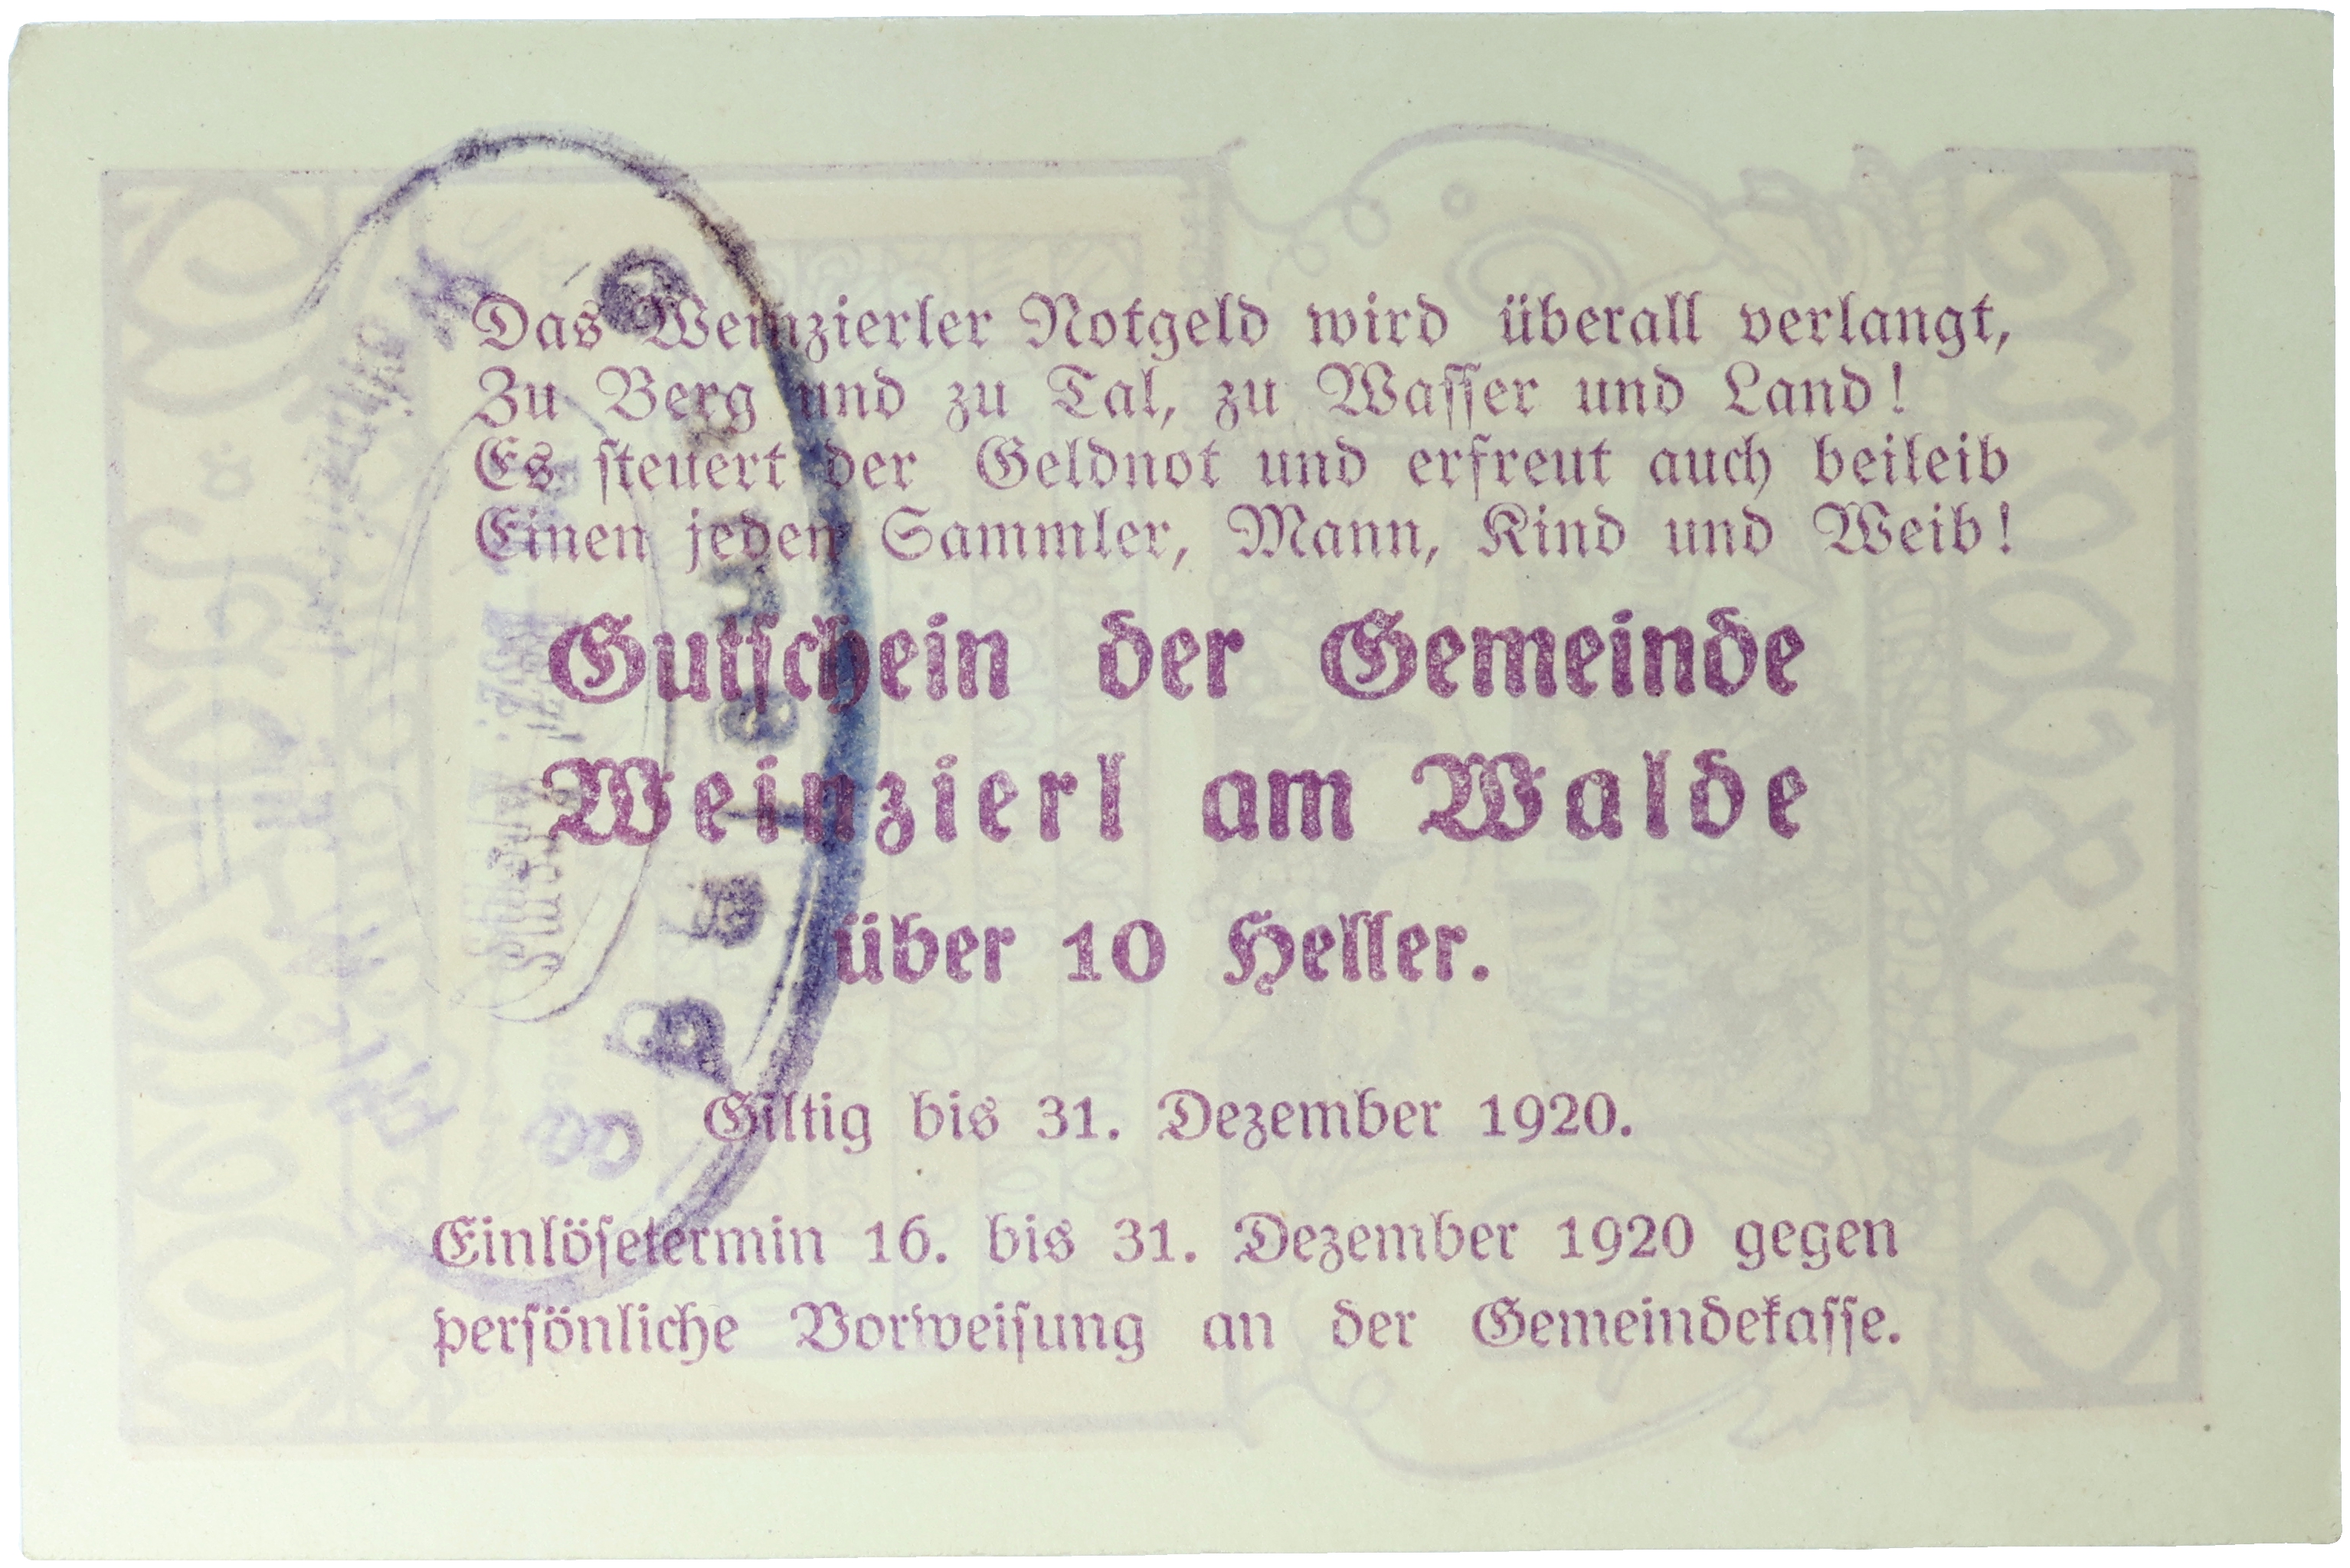 Das Weinzierler Notgeld wird überall verlangt,
Zu Berg und zu Tal, zu Wasser und Land!
Es steuert der Geldnot und erfreut auch beileib
Einen jeden Sammler, Mann, Kind und Weib!
Gutschein der Gemeinde
Weinzierl am Walde
über 10 Heller.
Giltig bis 31. Dezember 1920.
Einlösetermin 16. bis 31. Dezember 1920 gegen
persönliche Vorweisung an der Gemeindekasse.